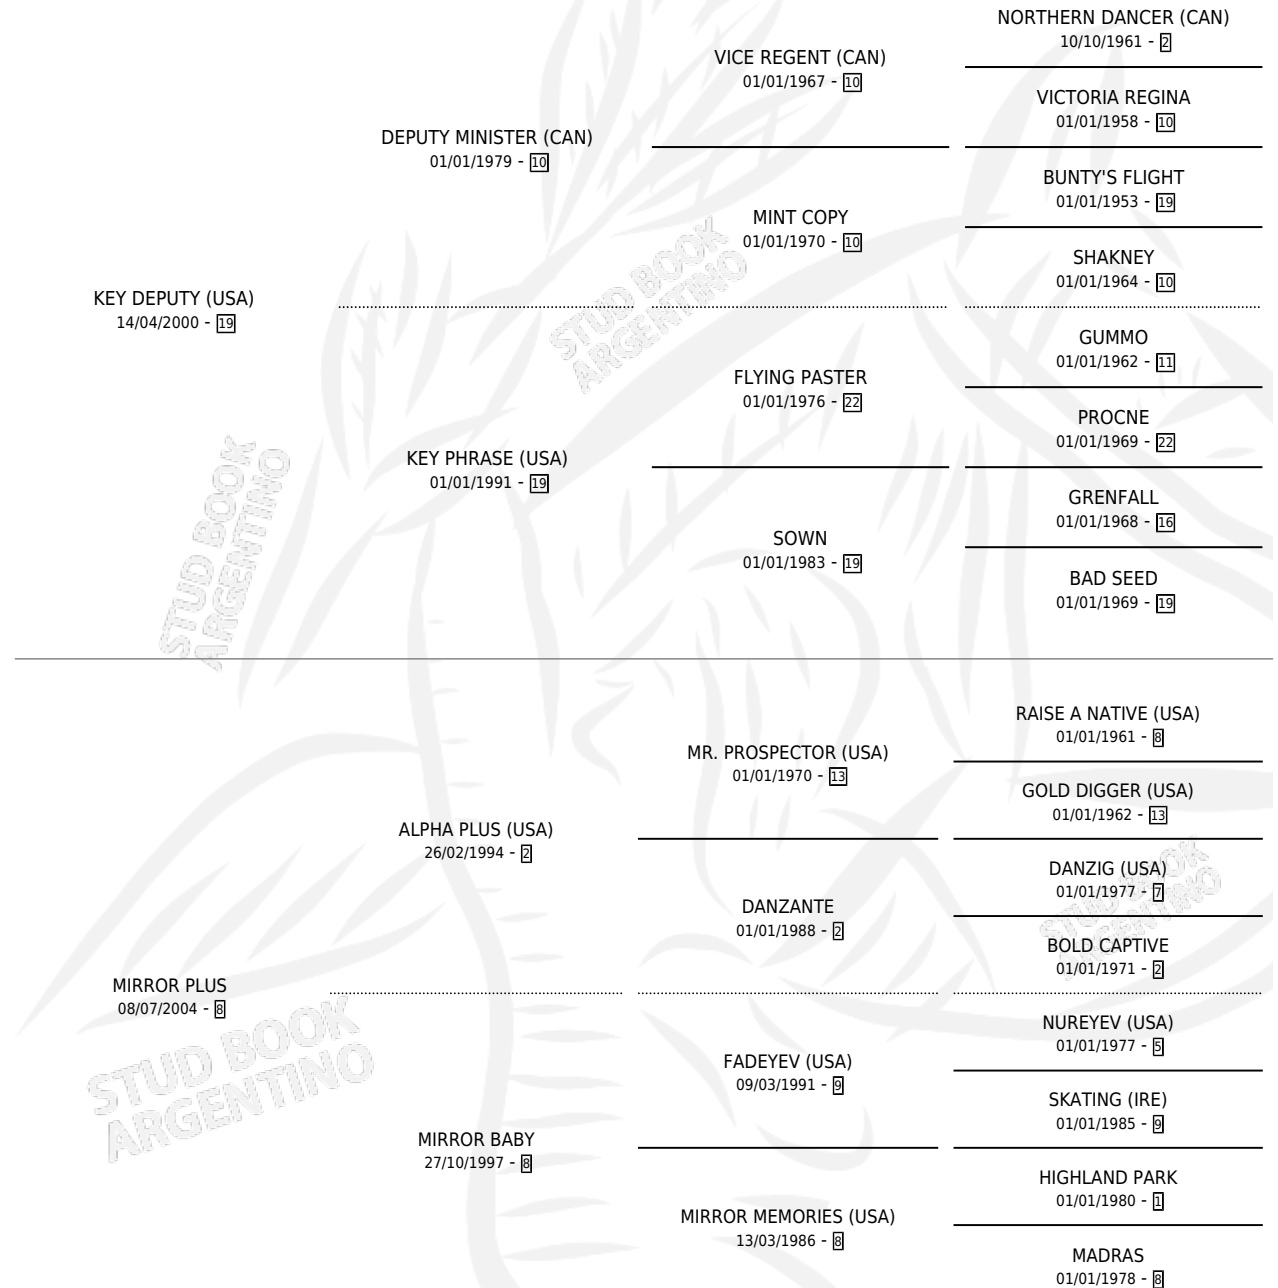 NORTHERN DANCER (CAN)
10/10/1961 - 2
VICE REGENT (CAN)
01/01/1967 - 10
VICTORIA REGINA
01/01/1958 - 10
DEPUTY MINISTER (CAN)
01/01/1979 - 10
BUNTY'S FLIGHT
01/01/1953 - 19
MINT COPY
01/01/1970 - 10
SHAKNEY
01/01/1964 - 10
KEY DEPUTY (USA)
14/04/2000 - 19
STUD BOOK
ARGENTINO
GUMMO
01/01/1962 - 11
FLYING PASTER
01/01/1976 - 22
PROCNE
01/01/1969 - 22
KEY PHRASE (USA)
01/01/1991 - 19
GRENFALL
01/01/1968 - 16
SOWN
01/01/1983 - 19
BAD SEED
01/01/1969 - 19
STUD BOOK
ARGENTINO
RAISE A NATIVE (USA)
01/01/1961 - 8
MR. PROSPECTOR (USA)
01/01/1970 - 13
GOLD DIGGER (USA)
01/01/1962 - 13
ALPHA PLUS (USA)
26/02/1994 - 2
DANZIG (USA)
01/01/1977 - 7
DANZANTE
01/01/1988 - 2
STUD BOOK
ARGENTINO
BOLD CAPTIVE
01/01/1971 - 2
MIRROR PLUS
08/07/2004 - 8
STUD BOOK
ARGENTINO
NUREYEV (USA)
01/01/1977 - 5
FADEYEV (USA)
09/03/1991 - 9
SKATING (IRE)
01/01/1985 - 9
MIRROR BABY
27/10/1997 - 8
HIGHLAND PARK
01/01/1980 - 1
MIRROR MEMORIES (USA)
13/03/1986 - 8
MADRAS
01/01/1978 - 8